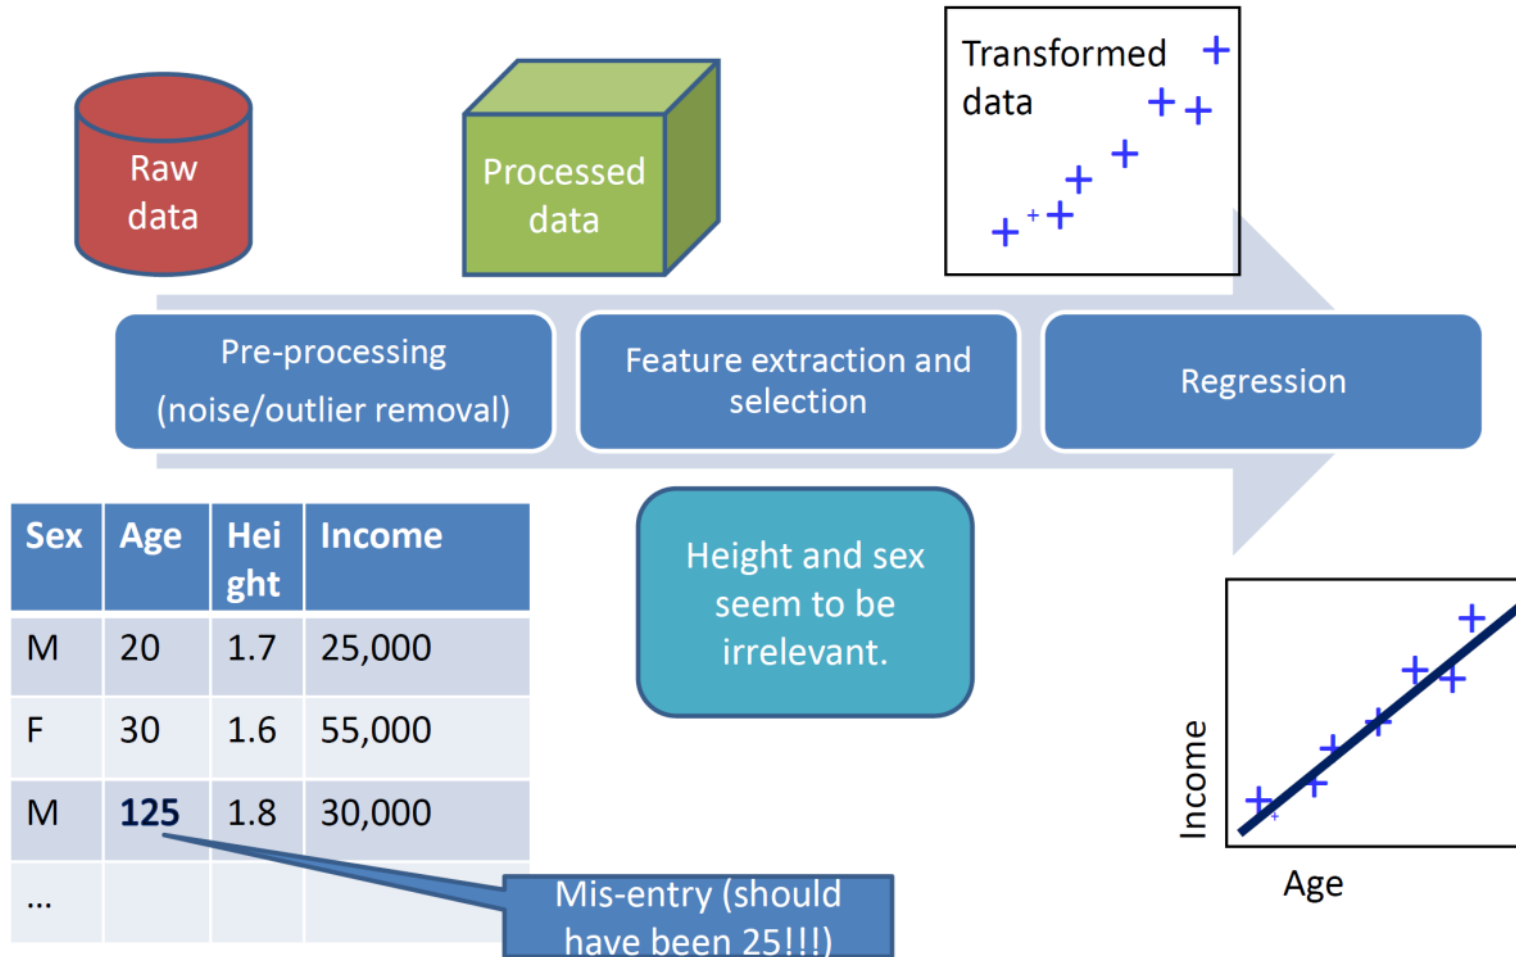 Raw
data
Processed
data
Transformed
data
Pre-processing
(noise/outlier removal)
Feature extraction and
selection
Regression
Sex Age Hei
ght Income
M 20 1.7 25,000
F 30 1.6 55,000
M 125 1.8 30,000
...
Mis-entry (should
have been 25!!!)
Height and sex
seem to be
irrelevant.
Income
Age